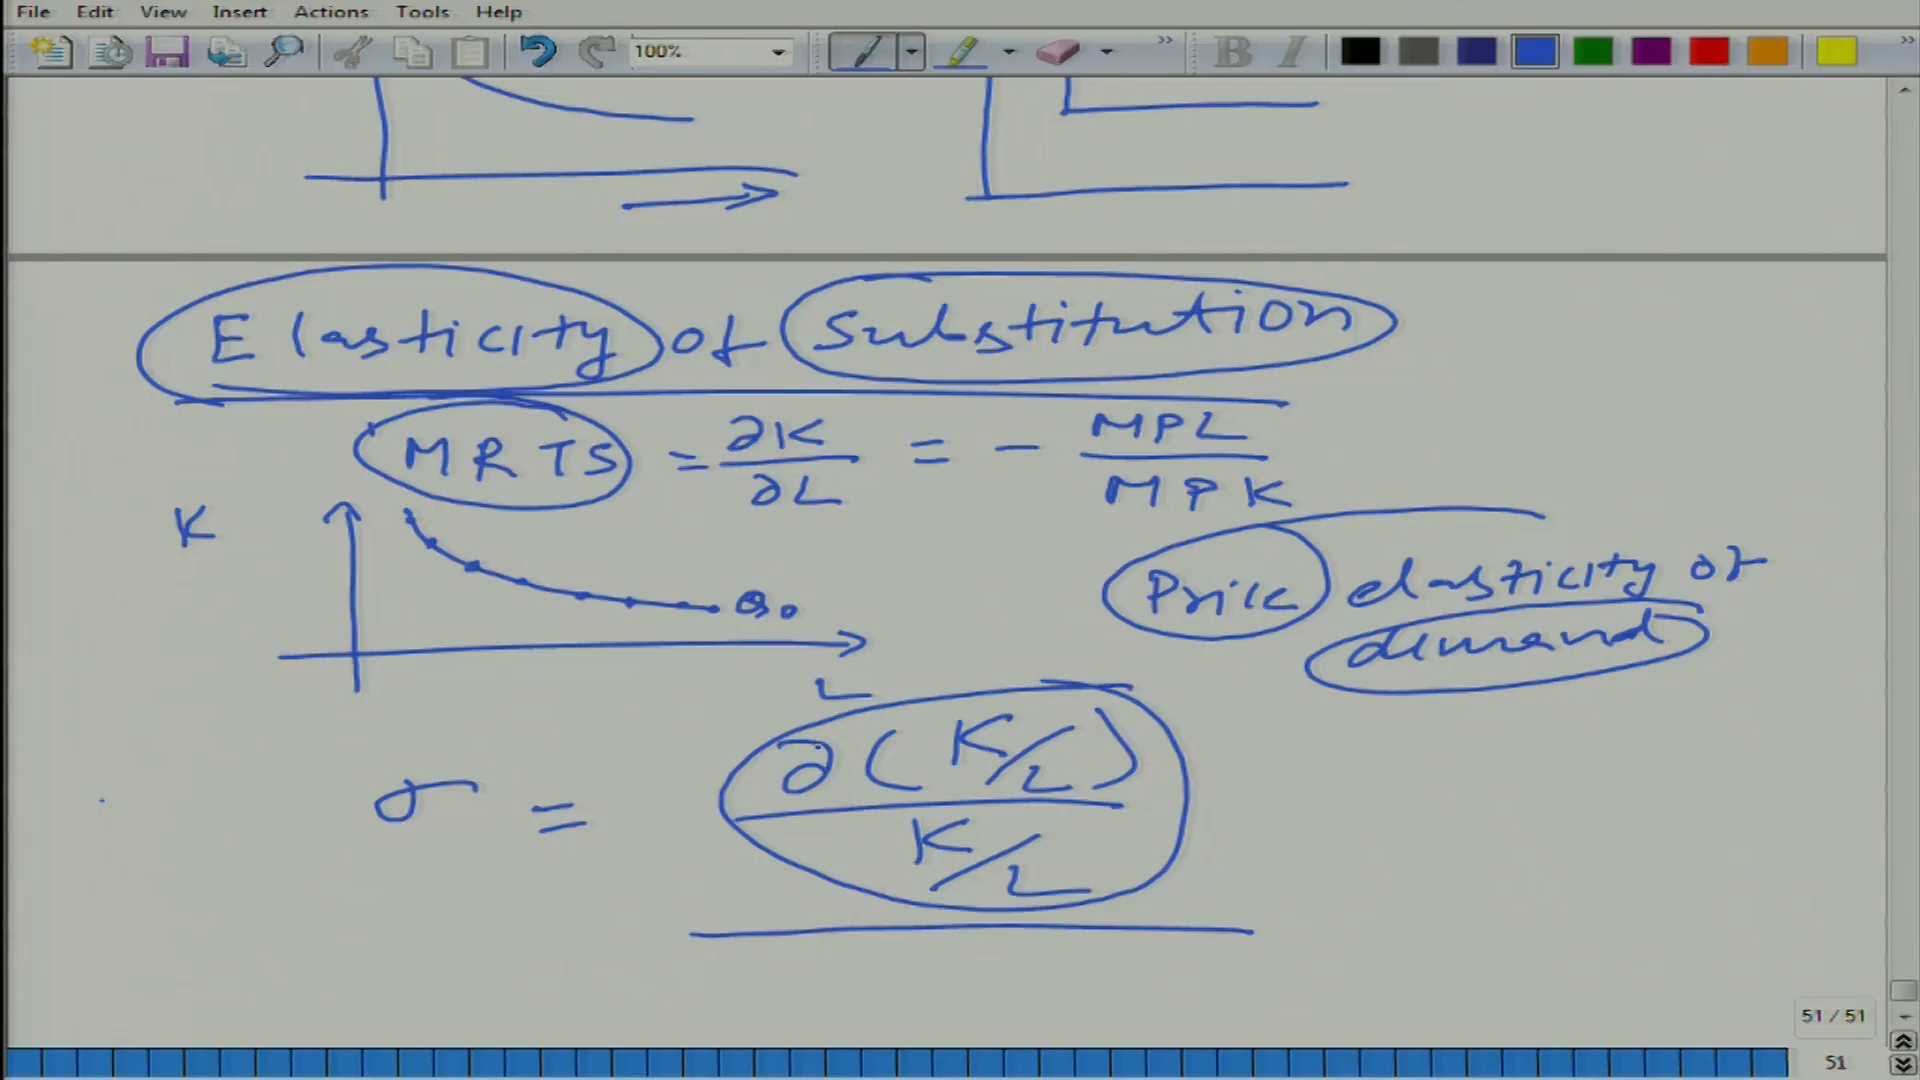 File Edit View Insert Actions Tools Help
100%
B I
Elasticity of Substitution
MRTS = ∂K/∂L = - MPL/MPK
K
Price elasticity of
demand
Q0
L
σ = ∂(K/L)
K/L
51 / 51
51